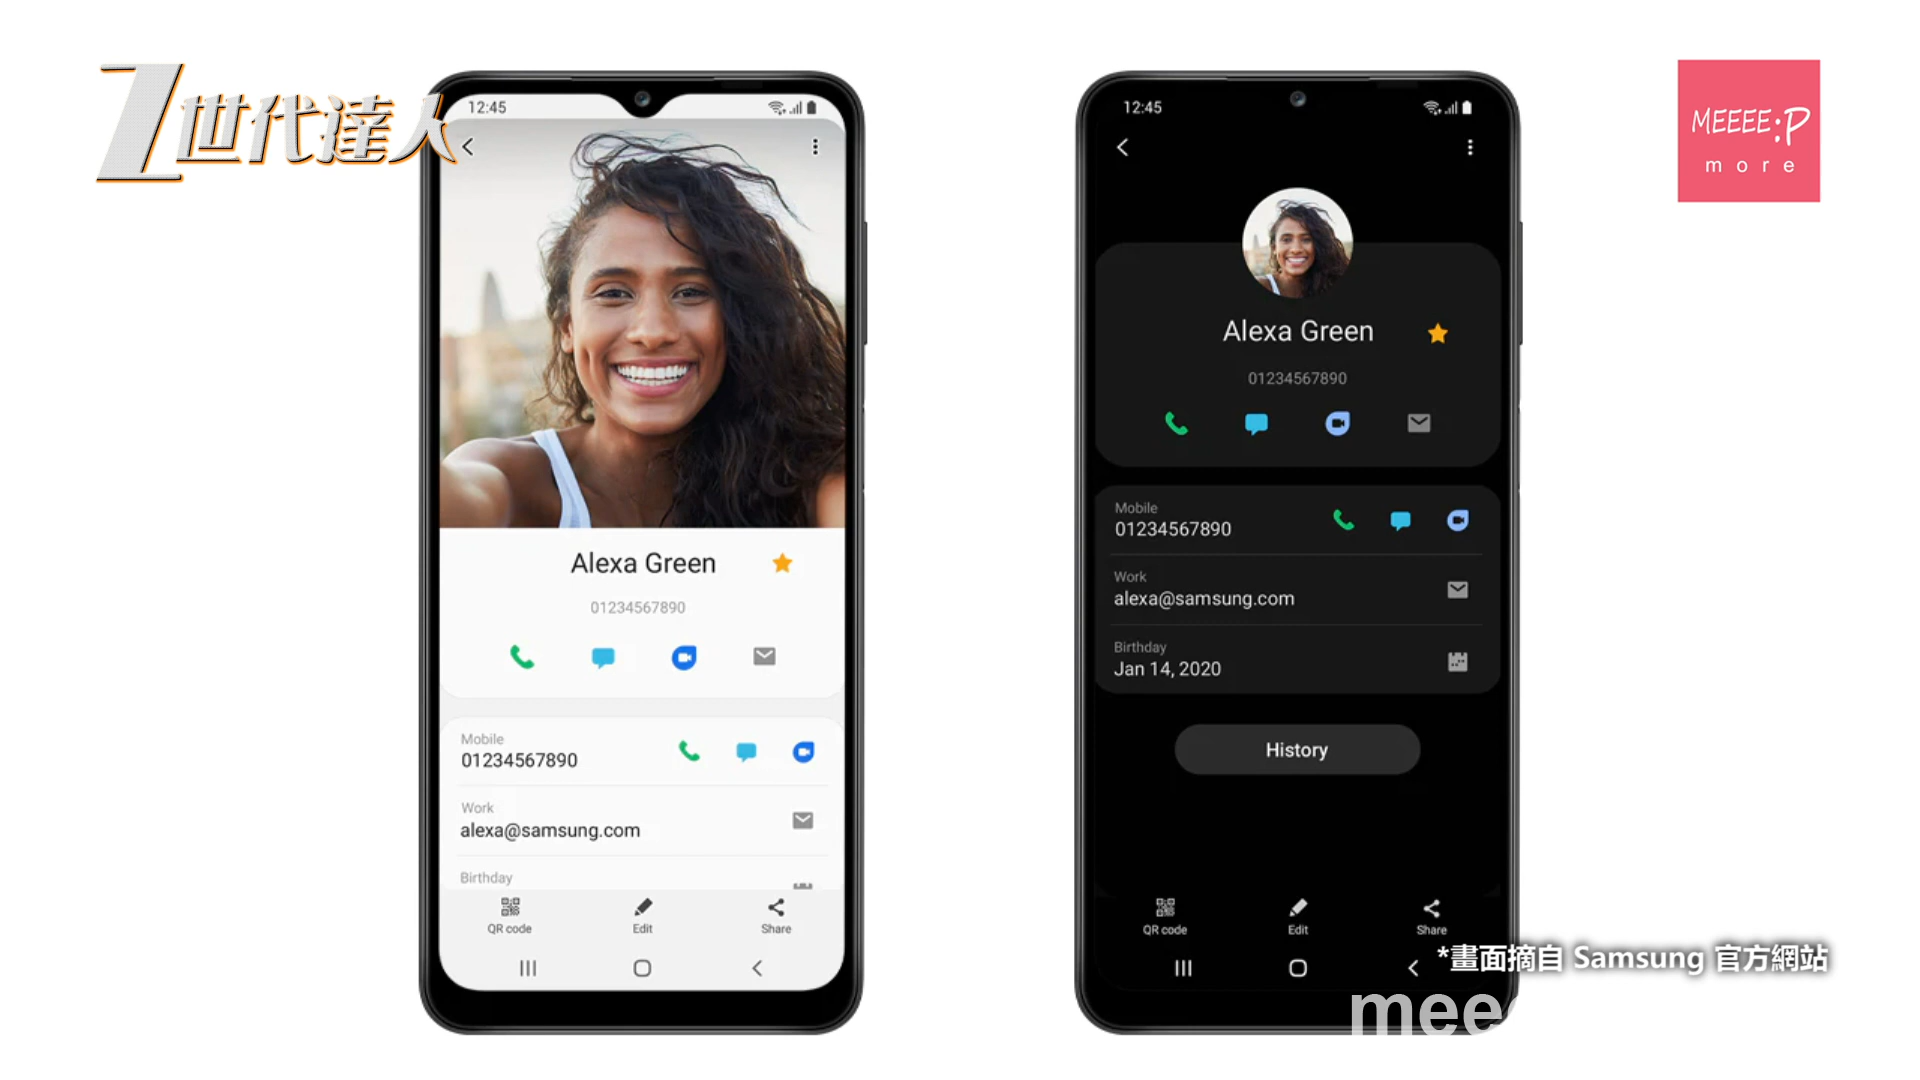 Z世代達人
MEEEE:P
more
12:45
Alexa Green
01234567890
Mobile
01234567890
Work
alexa@samsung.com
Birthday
QR code
Edit
Share
12:45
Alexa Green
01234567890
Mobile
01234567890
Work
alexa@samsung.com
Birthday
Jan 14, 2020
History
QR code
Edit
Share
*畫面摘自 Samsung 官方網站